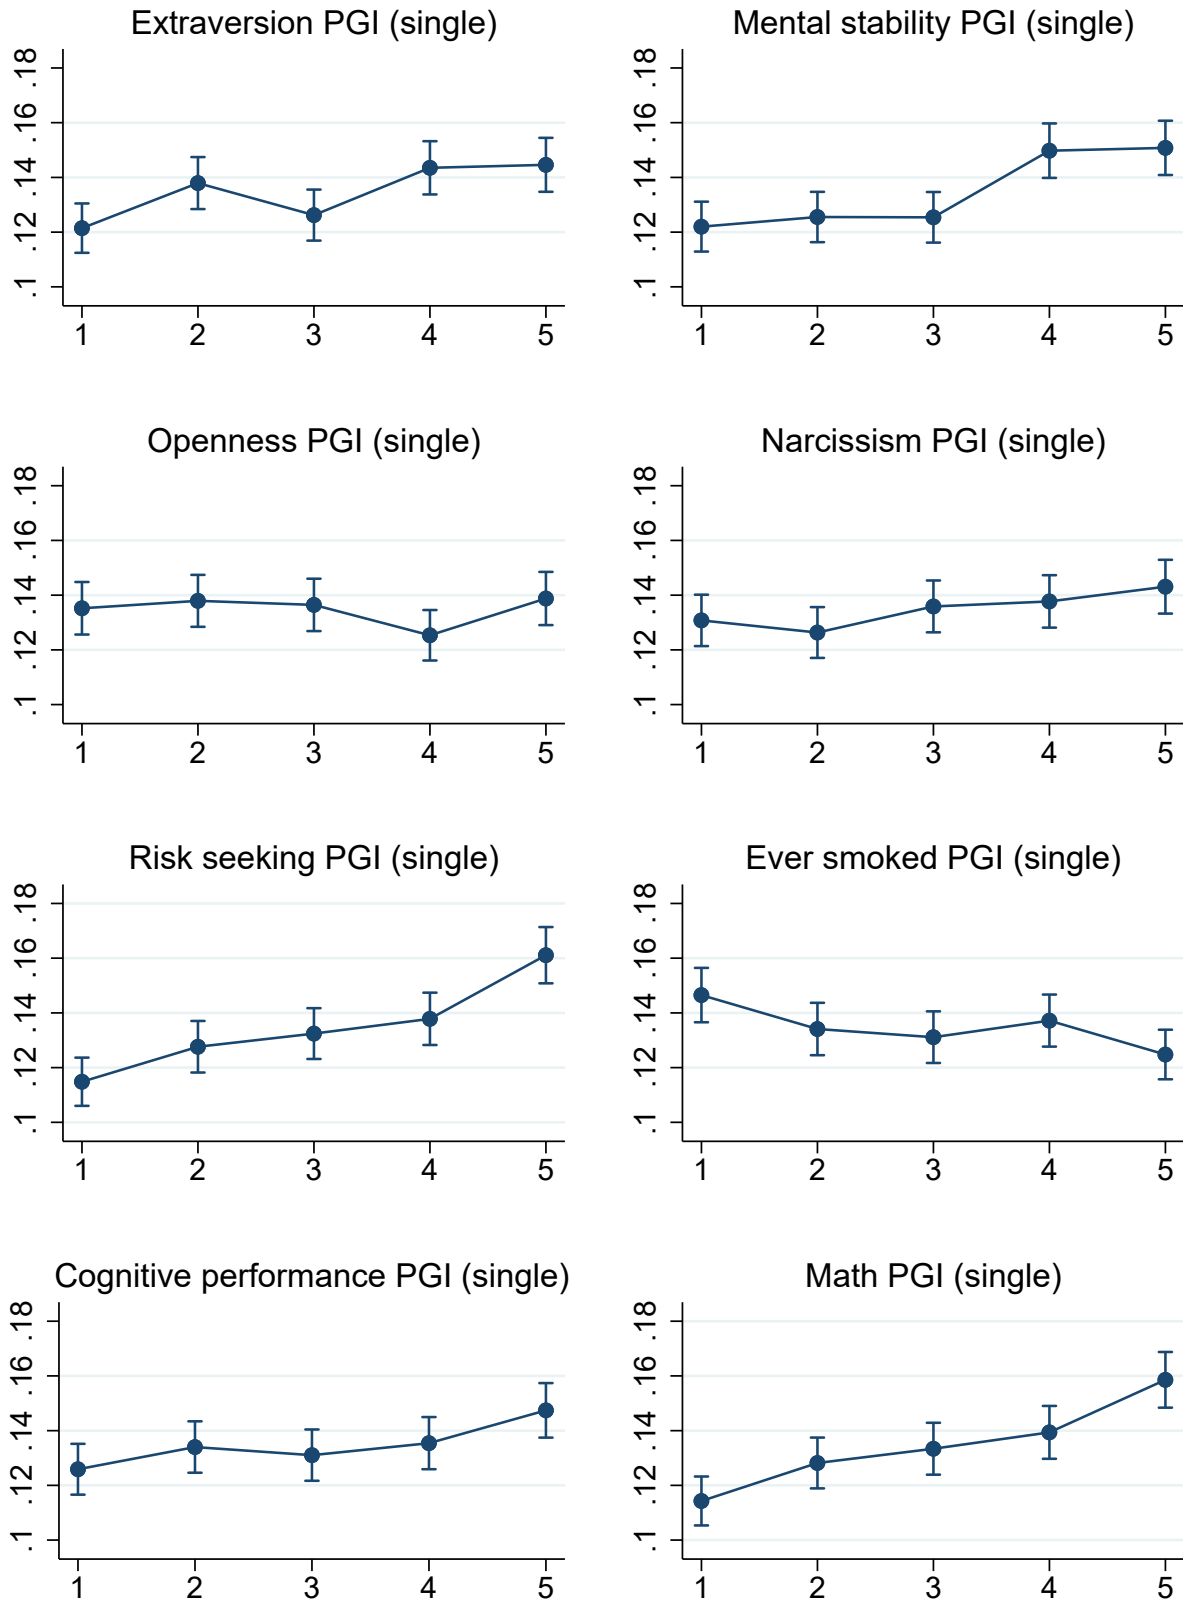 Extraversion PGI (single)
.18
.16
.14
.12
.1
1 2 3 4 5
Mental stability PGI (single)
.18
.16
.14
.12
.1
1 2 3 4 5
Openness PGI (single)
.18
.16
.14
.12
.1
1 2 3 4 5
Narcissism PGI (single)
.18
.16
.14
.12
.1
1 2 3 4 5
Risk seeking PGI (single)
.18
.16
.14
.12
.1
1 2 3 4 5
Ever smoked PGI (single)
.18
.16
.14
.12
.1
1 2 3 4 5
Cognitive performance PGI (single)
.18
.16
.14
.12
.1
1 2 3 4 5
Math PGI (single)
.18
.16
.14
.12
.1
1 2 3 4 5